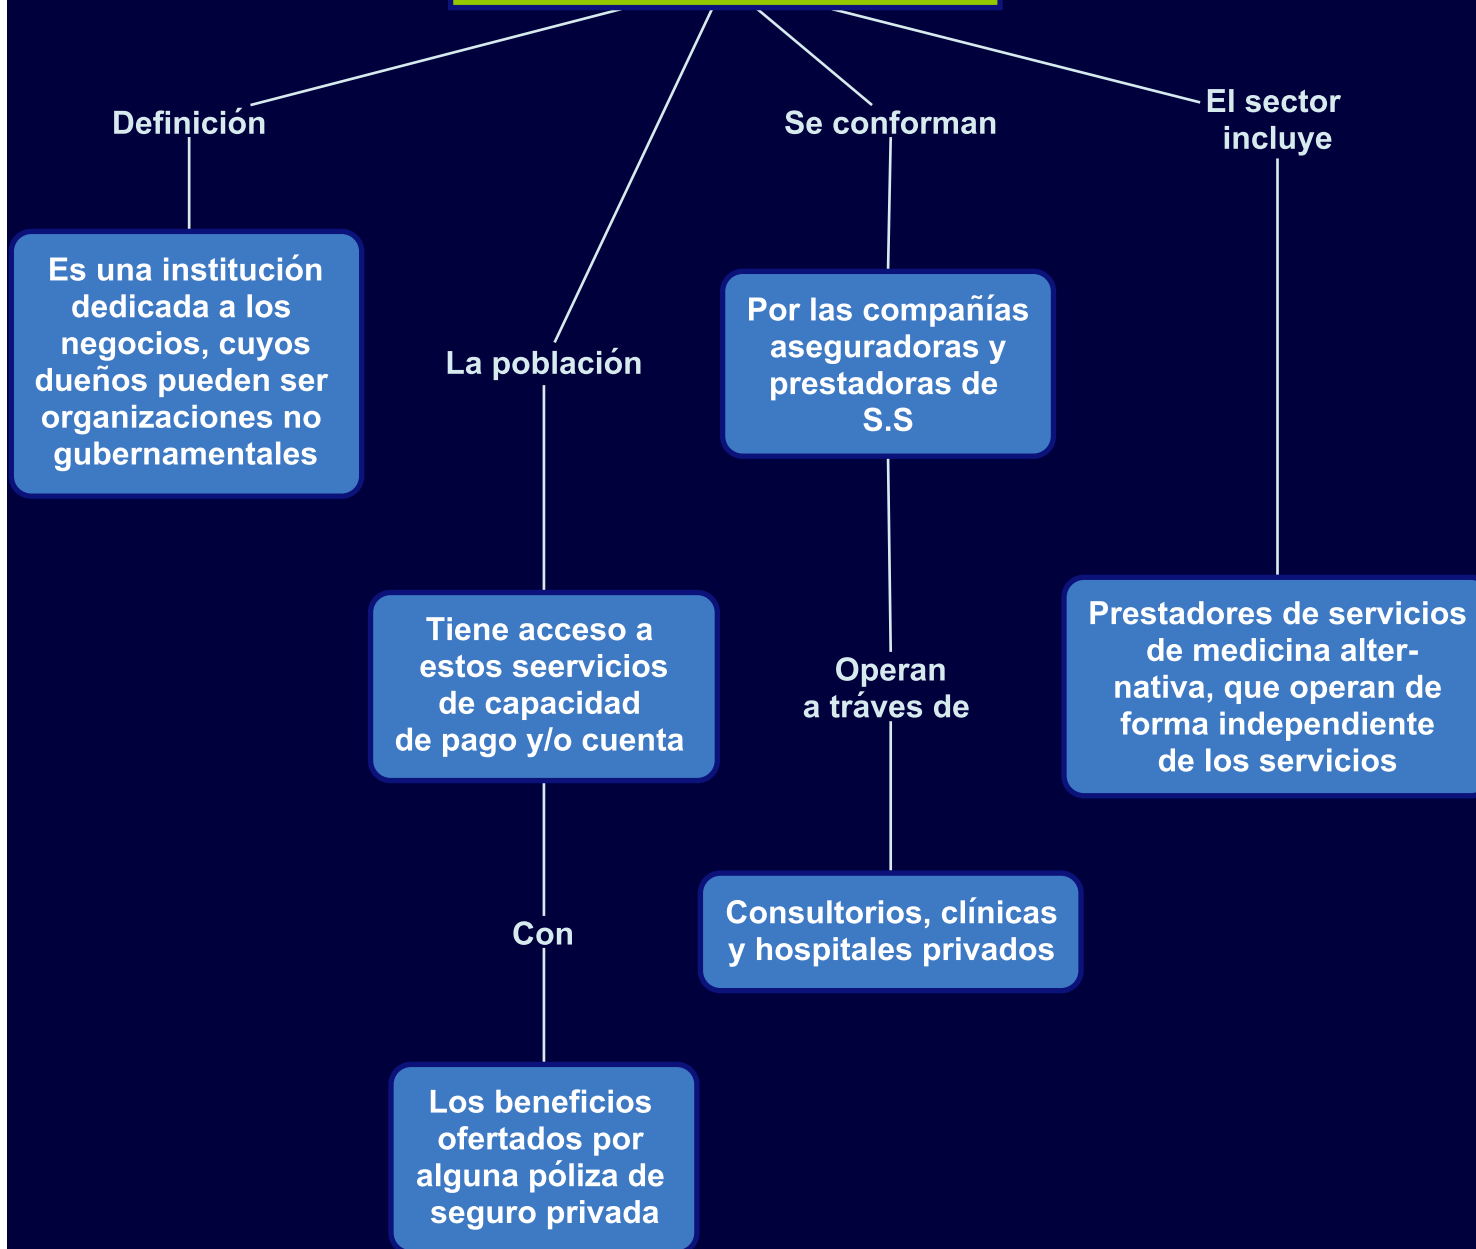 Definición
Es una institución
dedicada a los
negocios, cuyos
dueños pueden ser
organizaciones no
gubernamentales
La población
Tiene acceso a
estos seervicios
de capacidad
de pago y/o cuenta
Con
Los beneficios
ofertados por
alguna póliza de
seguro privada
Se conforman
Por las compañías
aseguradoras y
prestadoras de
S.S
Operan
a tráves de
Consultorios, clínicas
y hospitales privados
El sector
incluye
Prestadores de servicios
de medicina alter-
nativa, que operan de
forma independiente
de los servicios